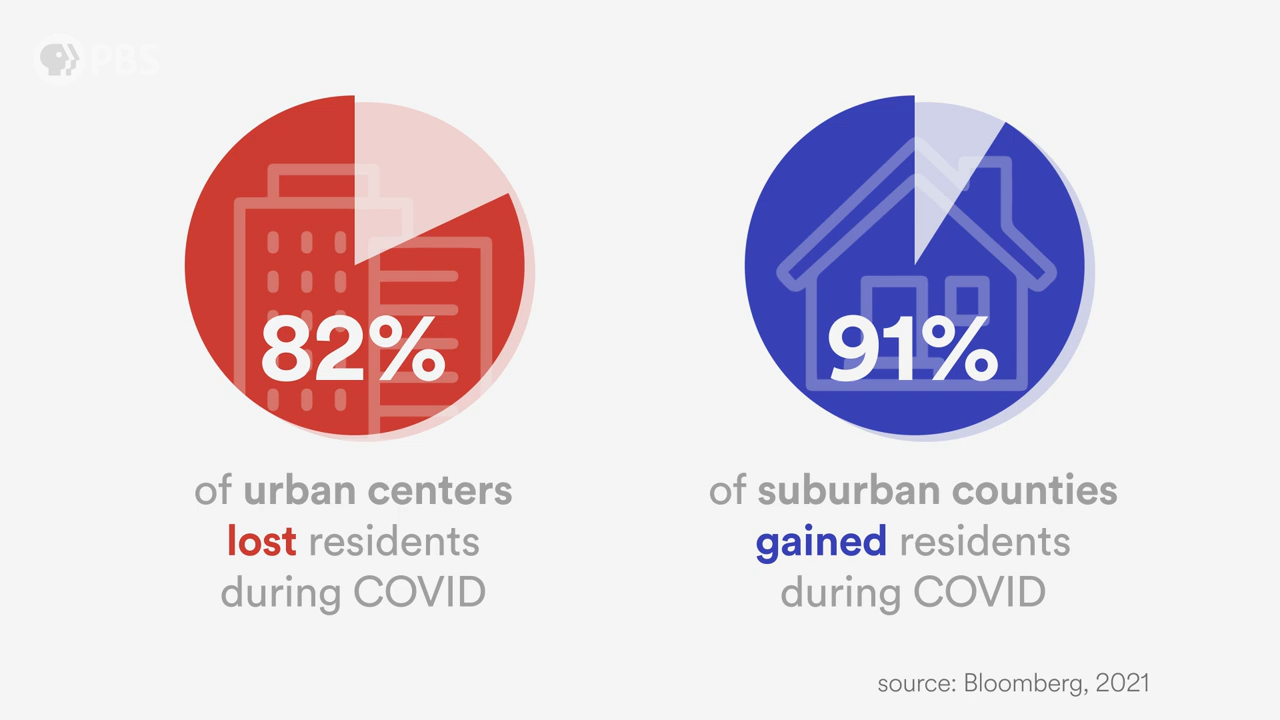 PBS
82%
of urban centers
lost residents
during COVID
91%
of suburban counties
gained residents
during COVID
source: Bloomberg, 2021